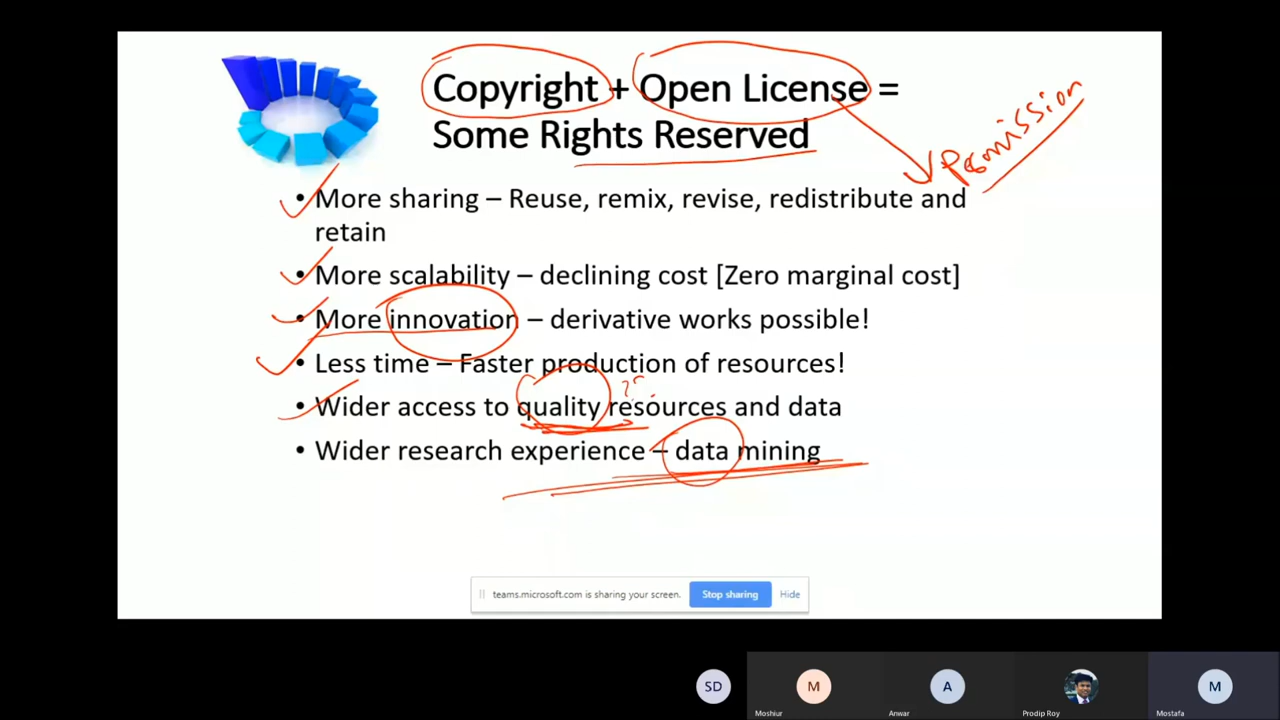 Copyright + Open License =
Some Rights Reserved
Permission
• More sharing – Reuse, remix, revise, redistribute and
retain
• More scalability – declining cost [Zero marginal cost]
• More innovation – derivative works possible!
• Less time – Faster production of resources!
• Wider access to quality resources and data
• Wider research experience – data mining
teams.microsoft.com is sharing your screen. Stop sharing Hide
SD M A M
Moshiur Anwar Prodip Roy Mostafa